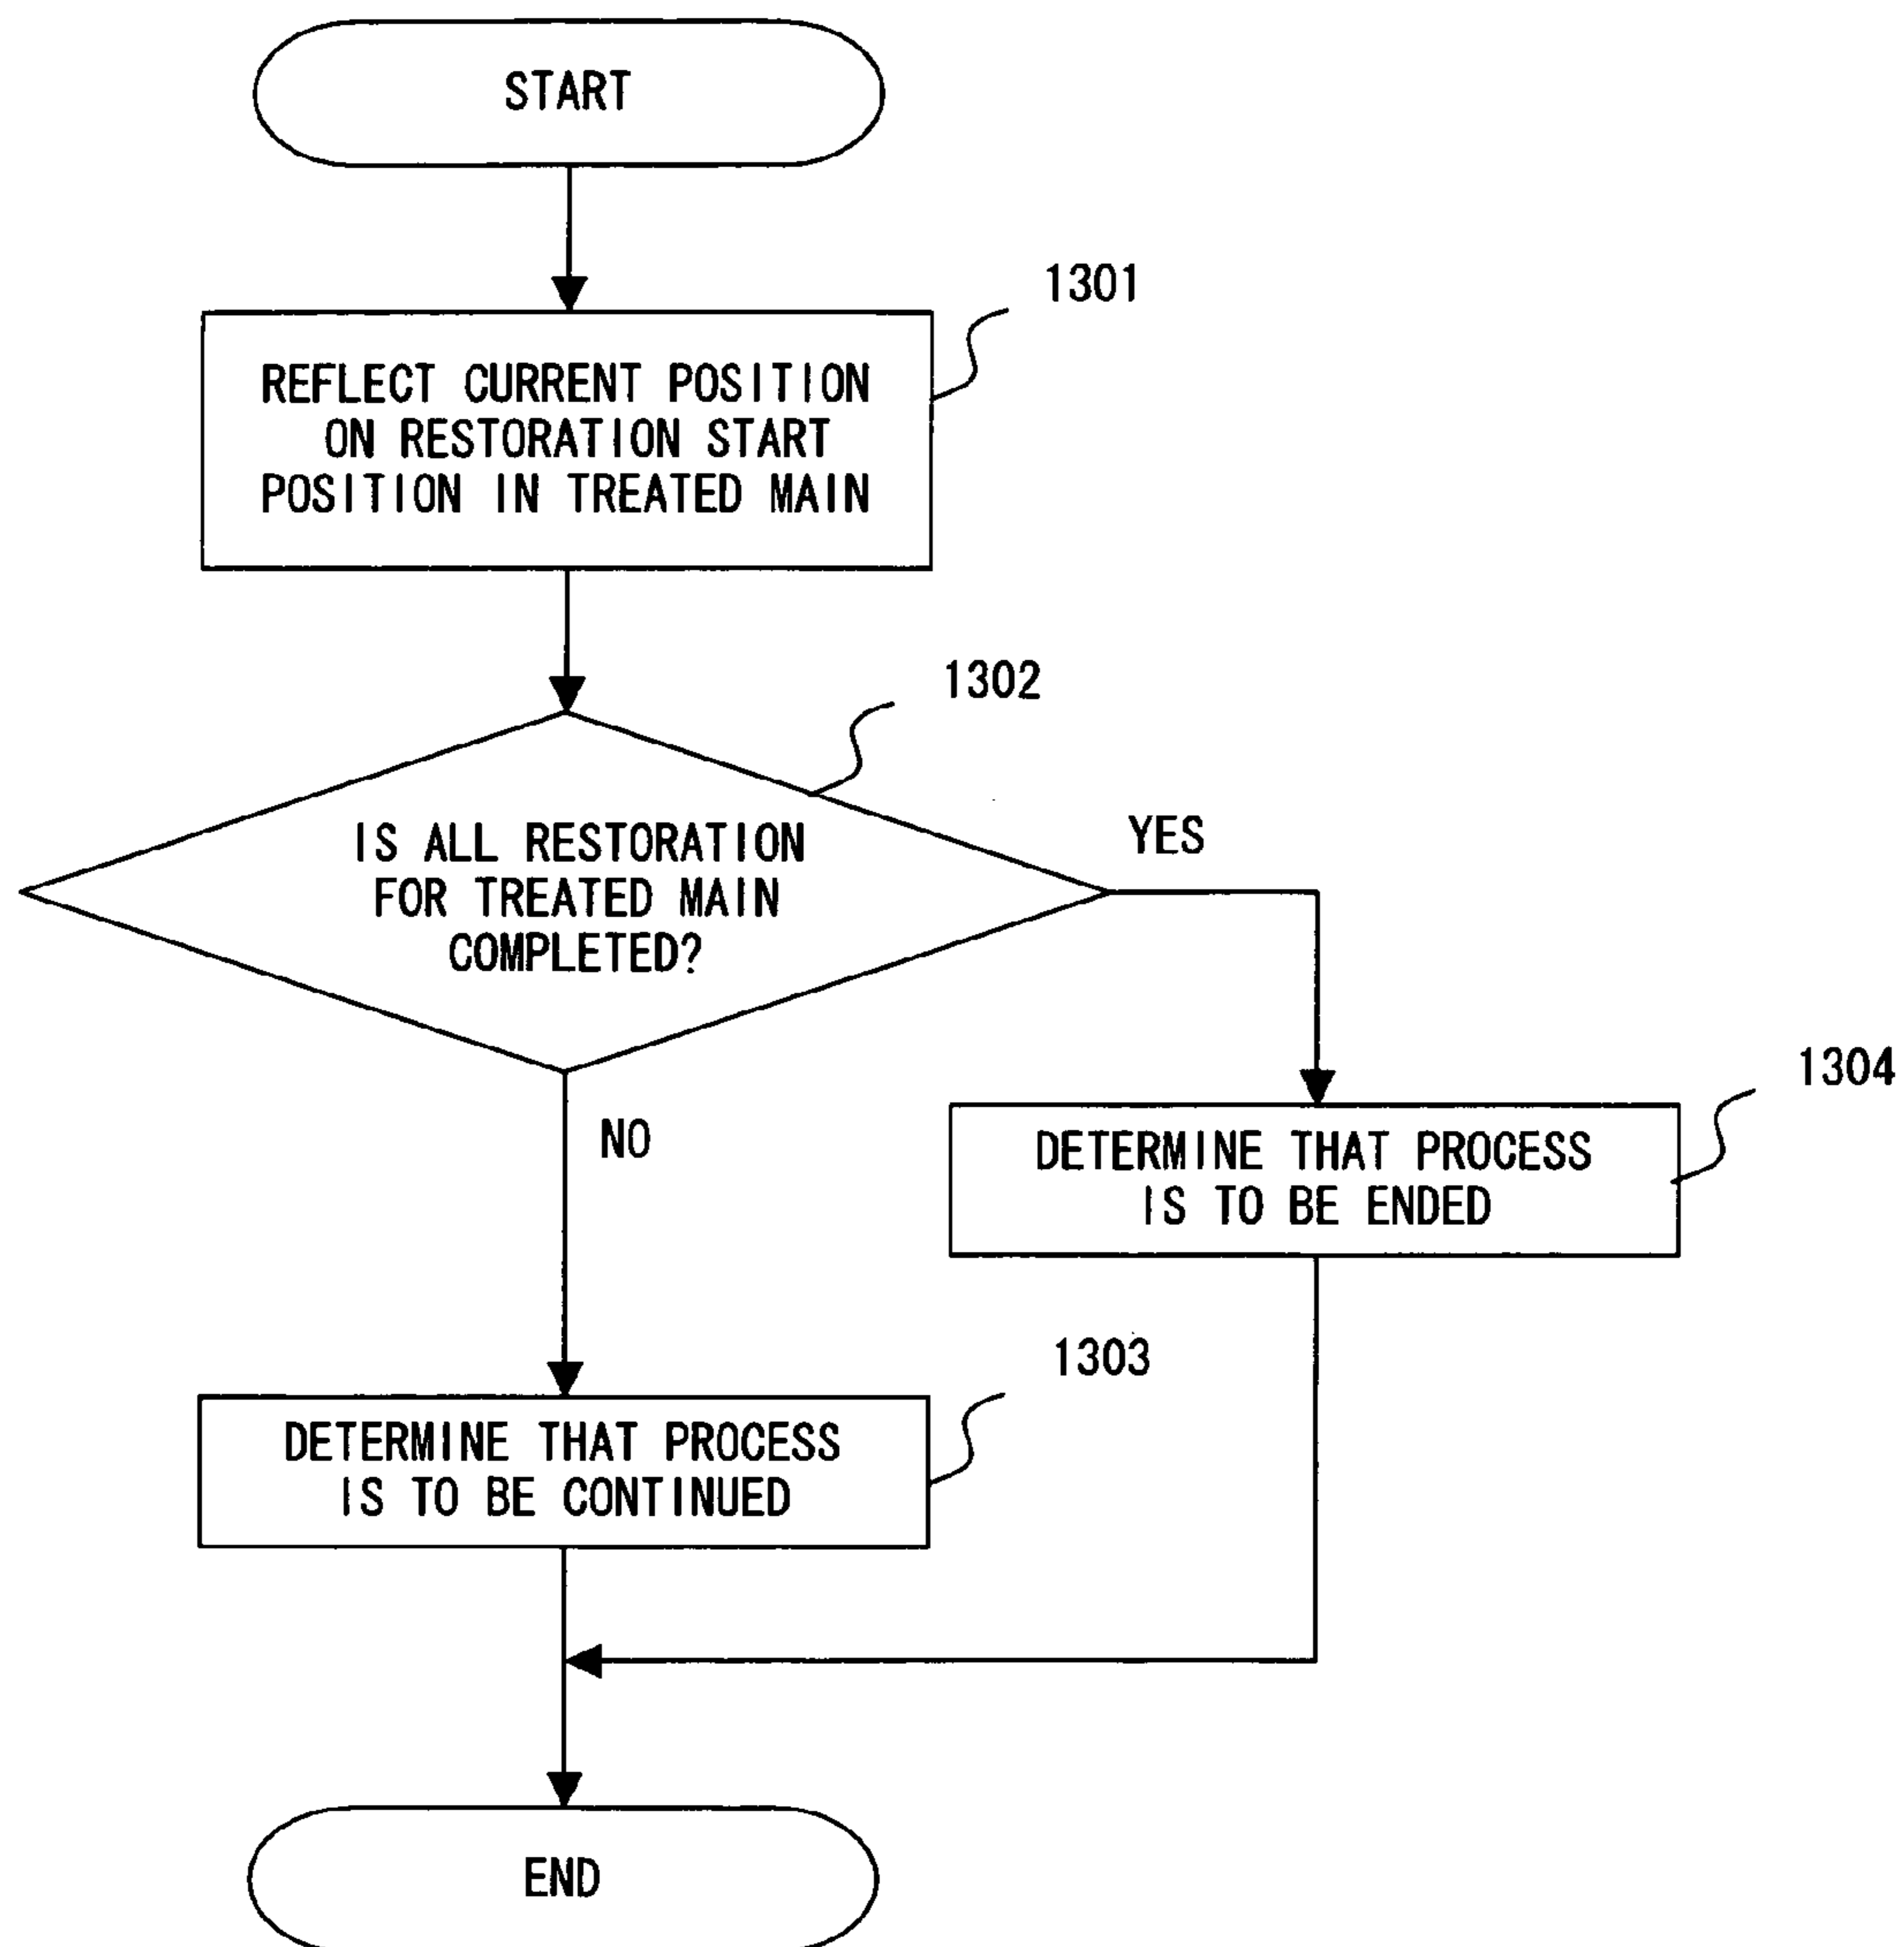 START
1301
REFLECT CURRENT POSITION
ON RESTORATION START
POSITION IN TREATED MAIN
1302
IS ALL RESTORATION
FOR TREATED MAIN
COMPLETED?
YES
NO
1304
DETERMINE THAT PROCESS
IS TO BE ENDED
1303
DETERMINE THAT PROCESS
IS TO BE CONTINUED
END